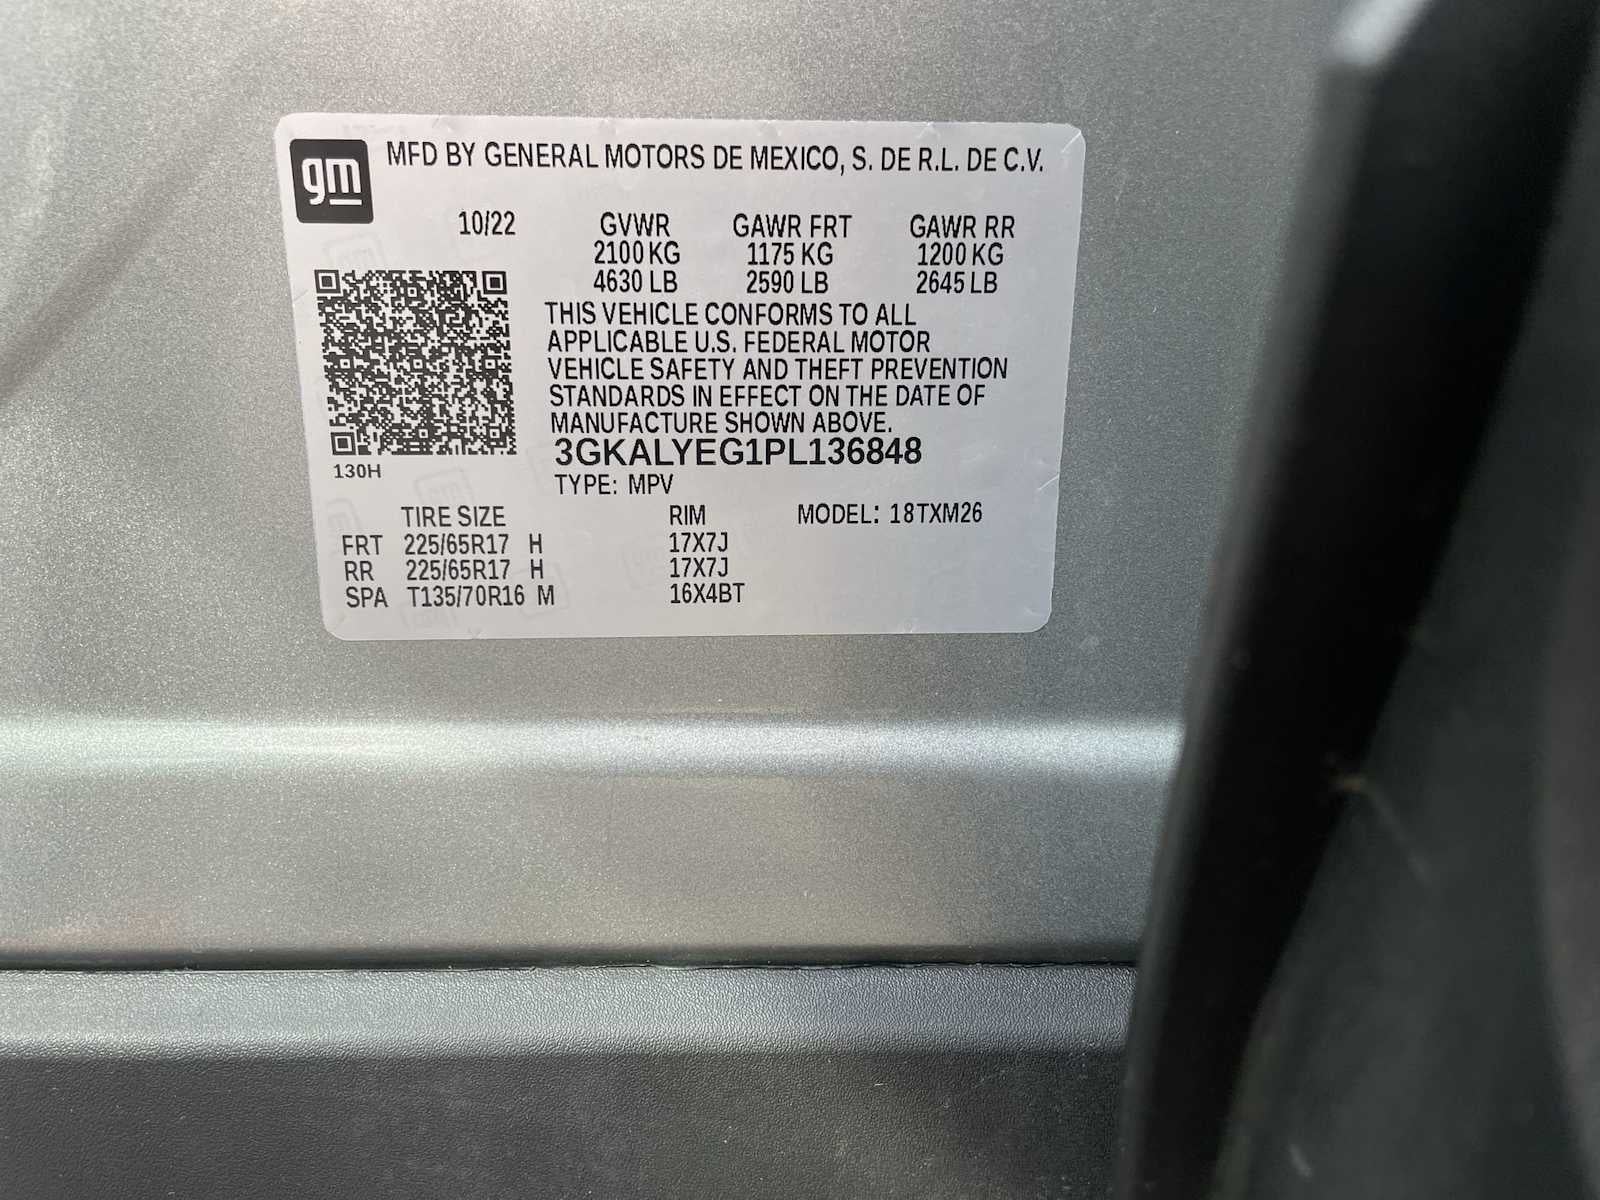 gm
MFD BY GENERAL MOTORS DE MEXICO, S. DE R.L. DE C.V.
10/22 GVWR GAWR FRT GAWR RR
2100 KG 1175 KG 1200 KG
4630 LB 2590 LB 2645 LB
THIS VEHICLE CONFORMS TO ALL
APPLICABLE U.S. FEDERAL MOTOR
VEHICLE SAFETY AND THEFT PREVENTION
STANDARDS IN EFFECT ON THE DATE OF
MANUFACTURE SHOWN ABOVE.
3GKALYEG1PL136848
130H
TYPE: MPV
TIRE SIZE RIM MODEL: 18TXM26
FRT 225/65R17 H 17X7J
RR 225/65R17 H 17X7J
SPA T135/70R16 M 16X4BT